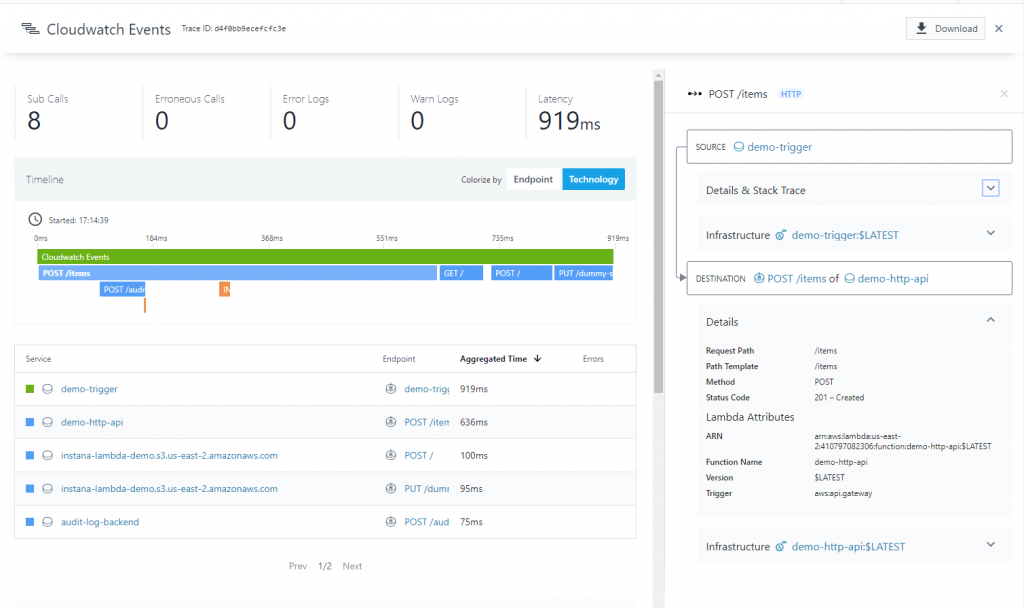 Cloudwatch Events Trace ID: d4f0bb9ecefcfc3e
Download
Sub Calls
8
Erroneous Calls
0
Error Logs
0
Warn Logs
0
Latency
919ms
Timeline
Colorize by Endpoint Technology
Started: 17:14:39
0ms 184ms 368ms 551ms 735ms 919ms
Cloudwatch Events
POST /items GET / POST / PUT /dummy-s
POST /audi IN
Service Endpoint Aggregated Time Errors
demo-trigger demo-trigg 919ms
demo-http-api POST /item 636ms
instana-lambda-demo.s3.us-east-2.amazonaws.com POST / 100ms
instana-lambda-demo.s3.us-east-2.amazonaws.com PUT /dumr 95ms
audit-log-backend POST /aud 75ms
Prev 1/2 Next
POST /items HTTP
SOURCE demo-trigger
Details & Stack Trace
Infrastructure demo-trigger:$LATEST
DESTINATION POST /items of demo-http-api
Details
Request Path /items
Path Template /items
Method POST
Status Code 201 – Created
Lambda Attributes
ARN arn:aws:lambda:us-east-
2:410797082306:function:demo-http-api:$LATEST
Function Name demo-http-api
Version $LATEST
Trigger aws:api.gateway
Infrastructure demo-http-api:$LATEST